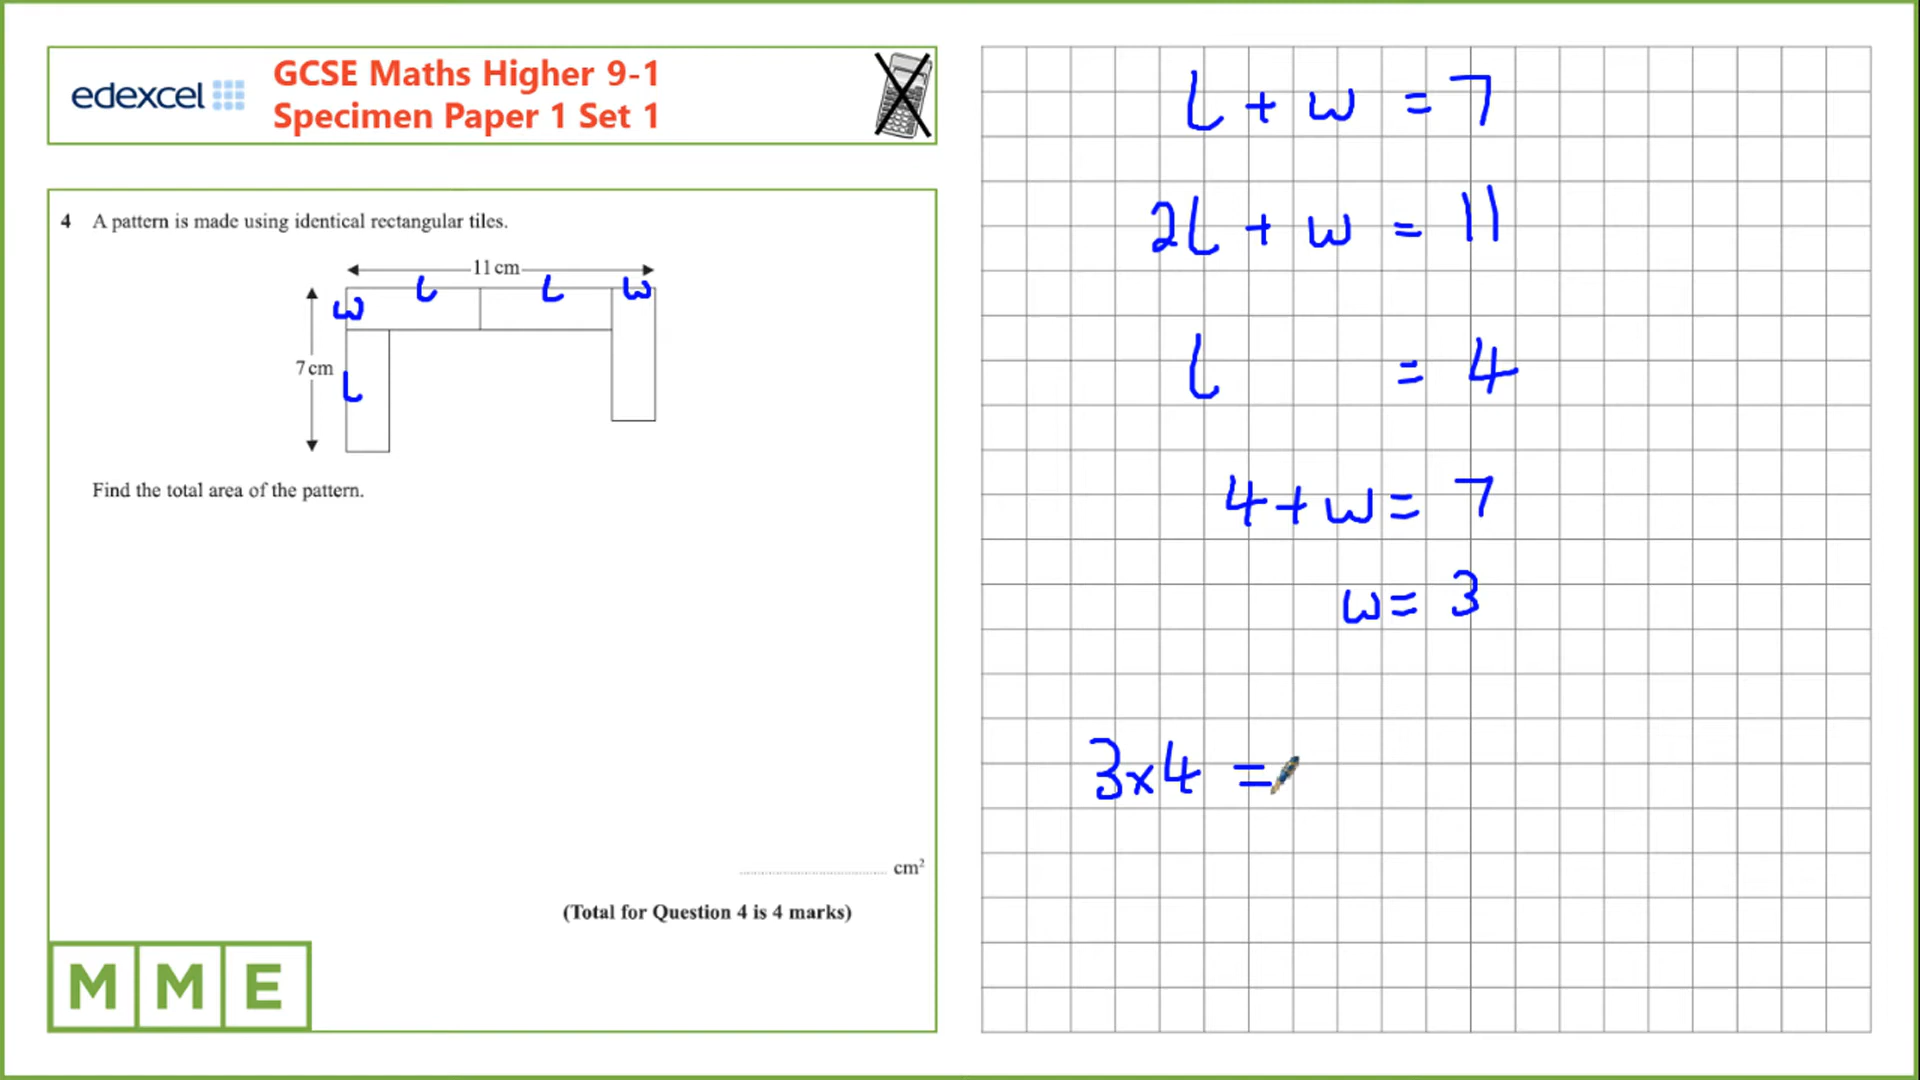 edexcel
GCSE Maths Higher 9-1
Specimen Paper 1 Set 1
4 A pattern is made using identical rectangular tiles.
11 cm
L L W
W
7 cm
L
Find the total area of the pattern.
cm²
(Total for Question 4 is 4 marks)
MME
L + W = 7
2L + W = 11
L = 4
4 + W = 7
W = 3
3 x 4 =